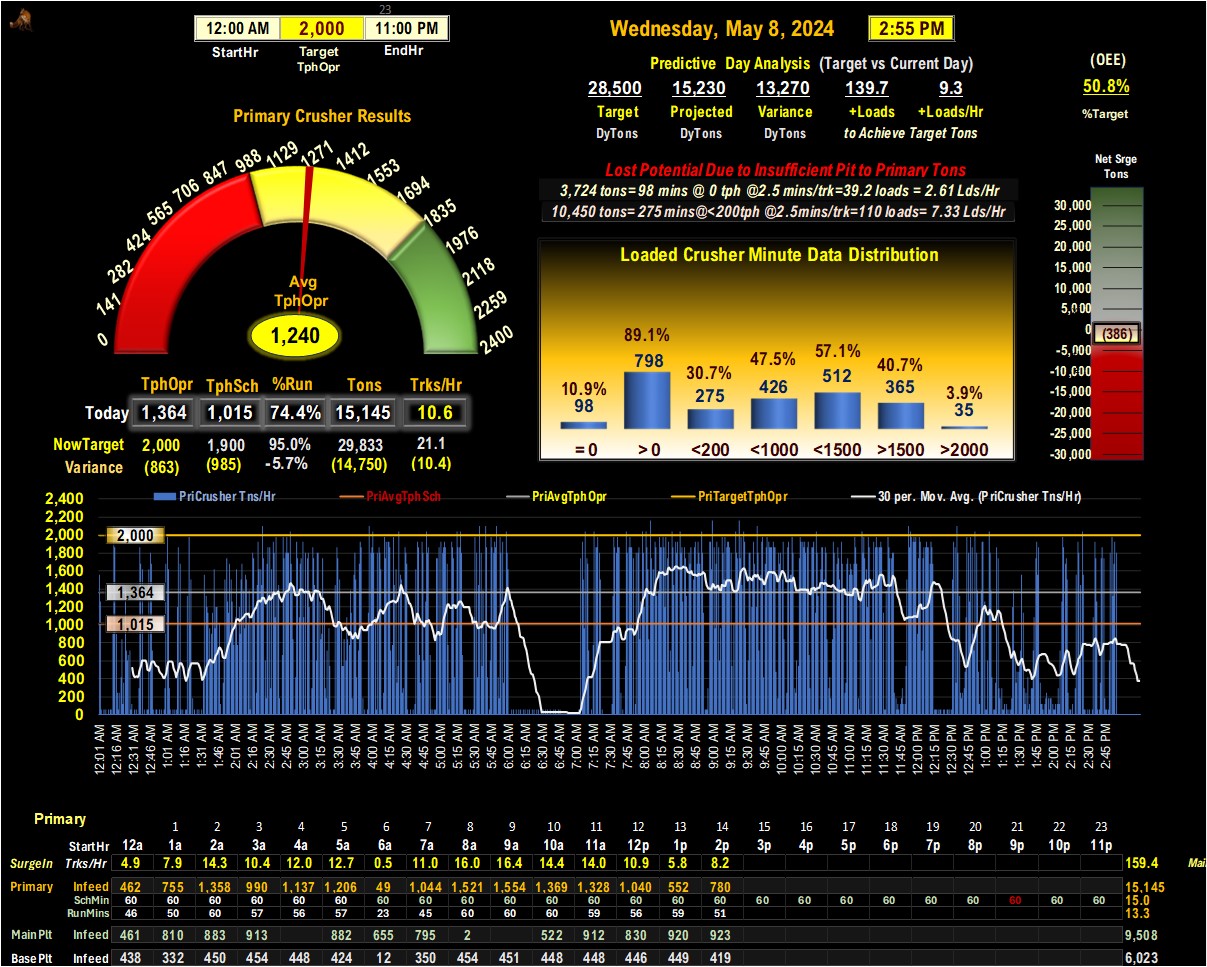 23
12:00 AM 2,000 11:00 PM
StartHr Target TphOpr EndHr
Wednesday, May 8, 2024 2:55 PM
Predictive Day Analysis (Target vs Current Day)
28,500 15,230 13,270 139.7 9.3
Target Projected Variance +Loads +Loads/Hr
DyTons DyTons DyTons to Achieve Target Tons
(OEE)
50.8%
%Target
Primary Crusher Results
0 141 282 424 565 706 847 988 1129 1271 1412 1553 1694 1835 1976 2118 2259 2400
Avg
TphOpr
1,240
Lost Potential Due to Insufficient Pit to Primary Tons
3,724 tons=98 mins @ 0 tph @2.5 mins/trk=39.2 loads = 2.61 Lds/Hr
10,450 tons= 275 mins@<200tph @2.5mins/trk=110 loads= 7.33 Lds/Hr
Net Srge
Tons
30,000
25,000
20,000
15,000
10,000
5,000
0
(386)
-5,000
-10,000
-15,000
-20,000
-25,000
-30,000
Loaded Crusher Minute Data Distribution
10.9% 89.1% 30.7% 47.5% 57.1% 40.7% 3.9%
98 798 275 426 512 365 35
= 0 > 0 <200 <1000 <1500 >1500 >2000
TphOpr TphSch %Run Tons Trks/Hr
Today 1,364 1,015 74.4% 15,145 10.6
NowTarget 2,000 1,900 95.0% 29,833 21.1
Variance (863) (985) -5.7% (14,750) (10.4)
PriCrusher Tns/Hr PriAvgTphSch PriAvgTphOpr PriTargetTphOpr 30 per. Mov. Avg. (PriCrusher Tns/Hr)
2,400
2,200
2,000 2,000
1,800
1,600
1,400 1,364
1,200
1,000 1,015
800
600
400
200
0
12:01 AM 12:16 AM 12:31 AM 12:46 AM 1:01 AM 1:16 AM 1:31 AM 1:46 AM 2:01 AM 2:16 AM 2:31 AM 2:45 AM 3:00 AM 3:15 AM 3:30 AM 3:45 AM 4:00 AM 4:15 AM 4:30 AM 4:45 AM 5:00 AM 5:15 AM 5:30 AM 5:45 AM 6:00 AM 6:15 AM 6:30 AM 6:45 AM 7:00 AM 7:15 AM 7:30 AM 7:45 AM 8:00 AM 8:15 AM 8:30 AM 8:45 AM 9:00 AM 9:15 AM 9:30 AM 9:45 AM 10:00 AM 10:15 AM 10:30 AM 10:45 AM 11:00 AM 11:15 AM 11:30 AM 11:45 AM 12:00 PM 12:15 PM 12:30 PM 12:45 PM 1:00 PM 1:15 PM 1:30 PM 1:45 PM 2:00 PM 2:15 PM 2:30 PM 2:45 PM
Primary
1 2 3 4 5 6 7 8 9 10 11 12 13 14 15 16 17 18 19 20 21 22 23
StartHr 12a 1a 2a 3a 4a 5a 6a 7a 8a 9a 10a 11a 12p 1p 2p 3p 4p 5p 6p 7p 8p 9p 10p 11p
SurgeIn Trks/Hr 4.9 7.9 14.3 10.4 12.0 12.7 0.5 11.0 16.0 16.4 14.4 14.0 10.9 5.8 8.2 159.4
Primary Infeed 462 755 1,358 990 1,137 1,206 49 1,044 1,521 1,554 1,369 1,328 1,040 552 780 15,145
SchMin 60 60 60 60 60 60 60 60 60 60 60 60 60 60 60 60 60 60 60 60 60 60 60 60 15.0
RunMins 46 50 60 57 56 57 23 45 60 60 60 59 56 59 51 13.3
MainPlt Infeed 461 810 883 913 882 655 795 2 522 912 830 920 923 9,508
BasePlt Infeed 438 332 450 454 448 424 12 350 454 451 448 448 446 449 419 6,023